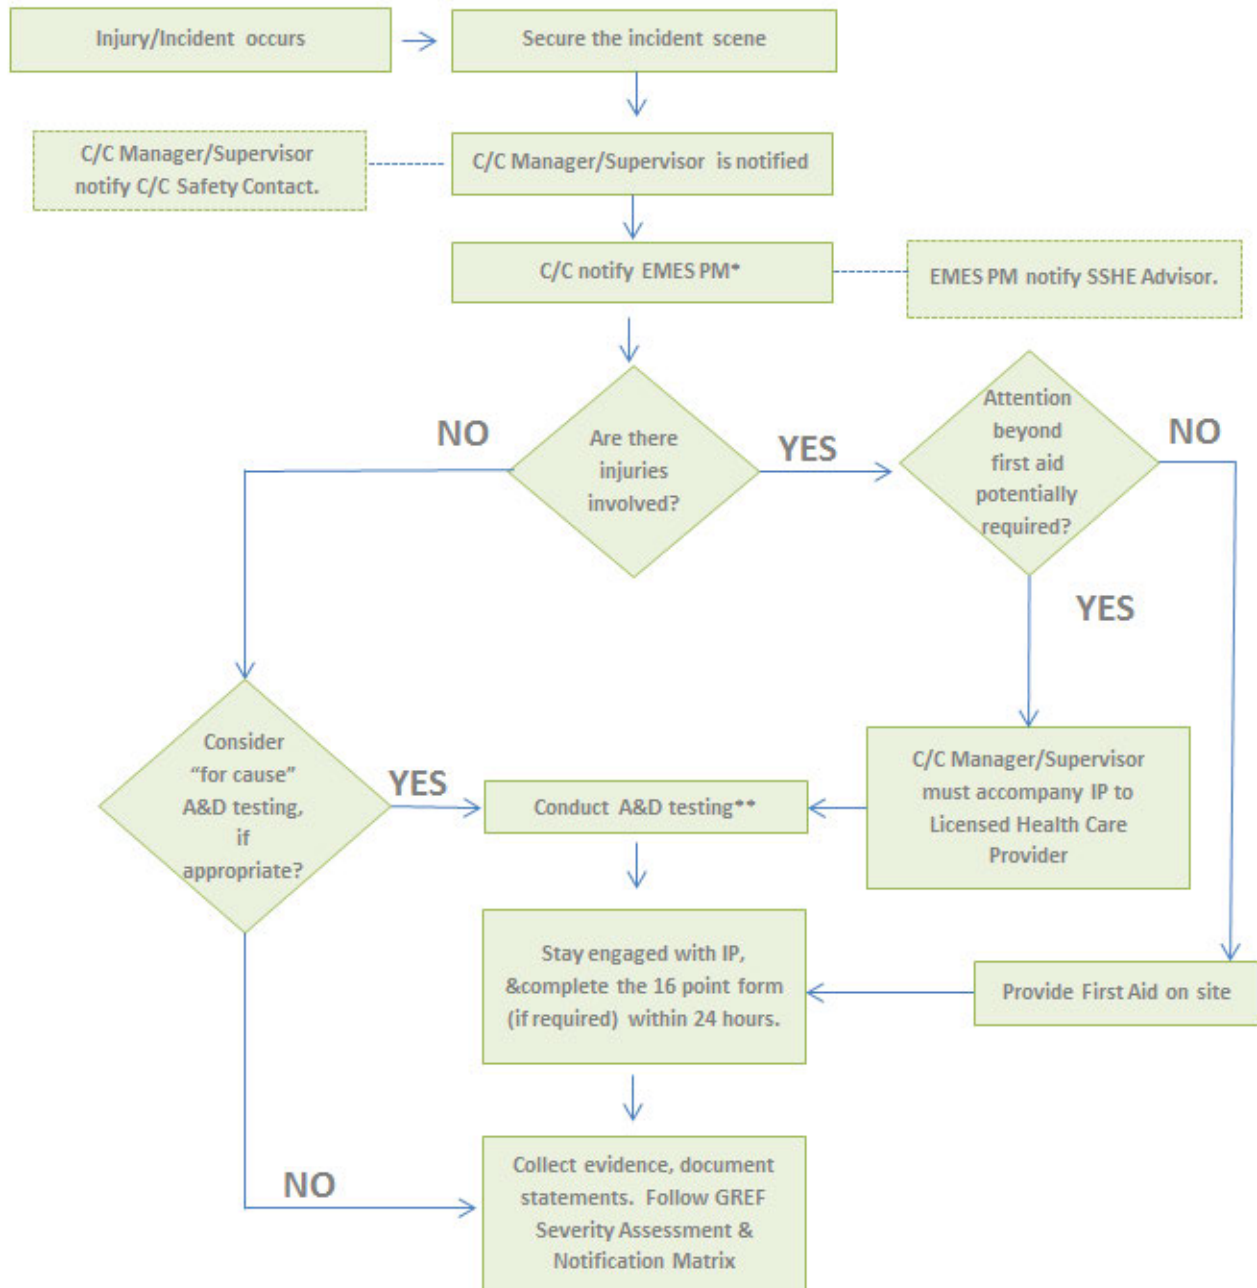 Injury/Incident occurs
Secure the incident scene
C/C Manager/Supervisor
notify C/C Safety Contact.
C/C Manager/Supervisor is notified
C/C notify EMES PM*
EMES PM notify SSHE Advisor.
NO
Are there
injuries
involved?
YES
Attention
beyond
first aid
potentially
required?
NO
YES
Consider
“for cause”
A&D testing,
if
appropriate?
YES
Conduct A&D testing**
C/C Manager/Supervisor
must accompany IP to
Licensed Health Care
Provider
Stay engaged with IP,
&complete the 16 point form
(if required) within 24 hours.
Provide First Aid on site
NO
Collect evidence, document
statements. Follow GREF
Severity Assessment &
Notification Matrix